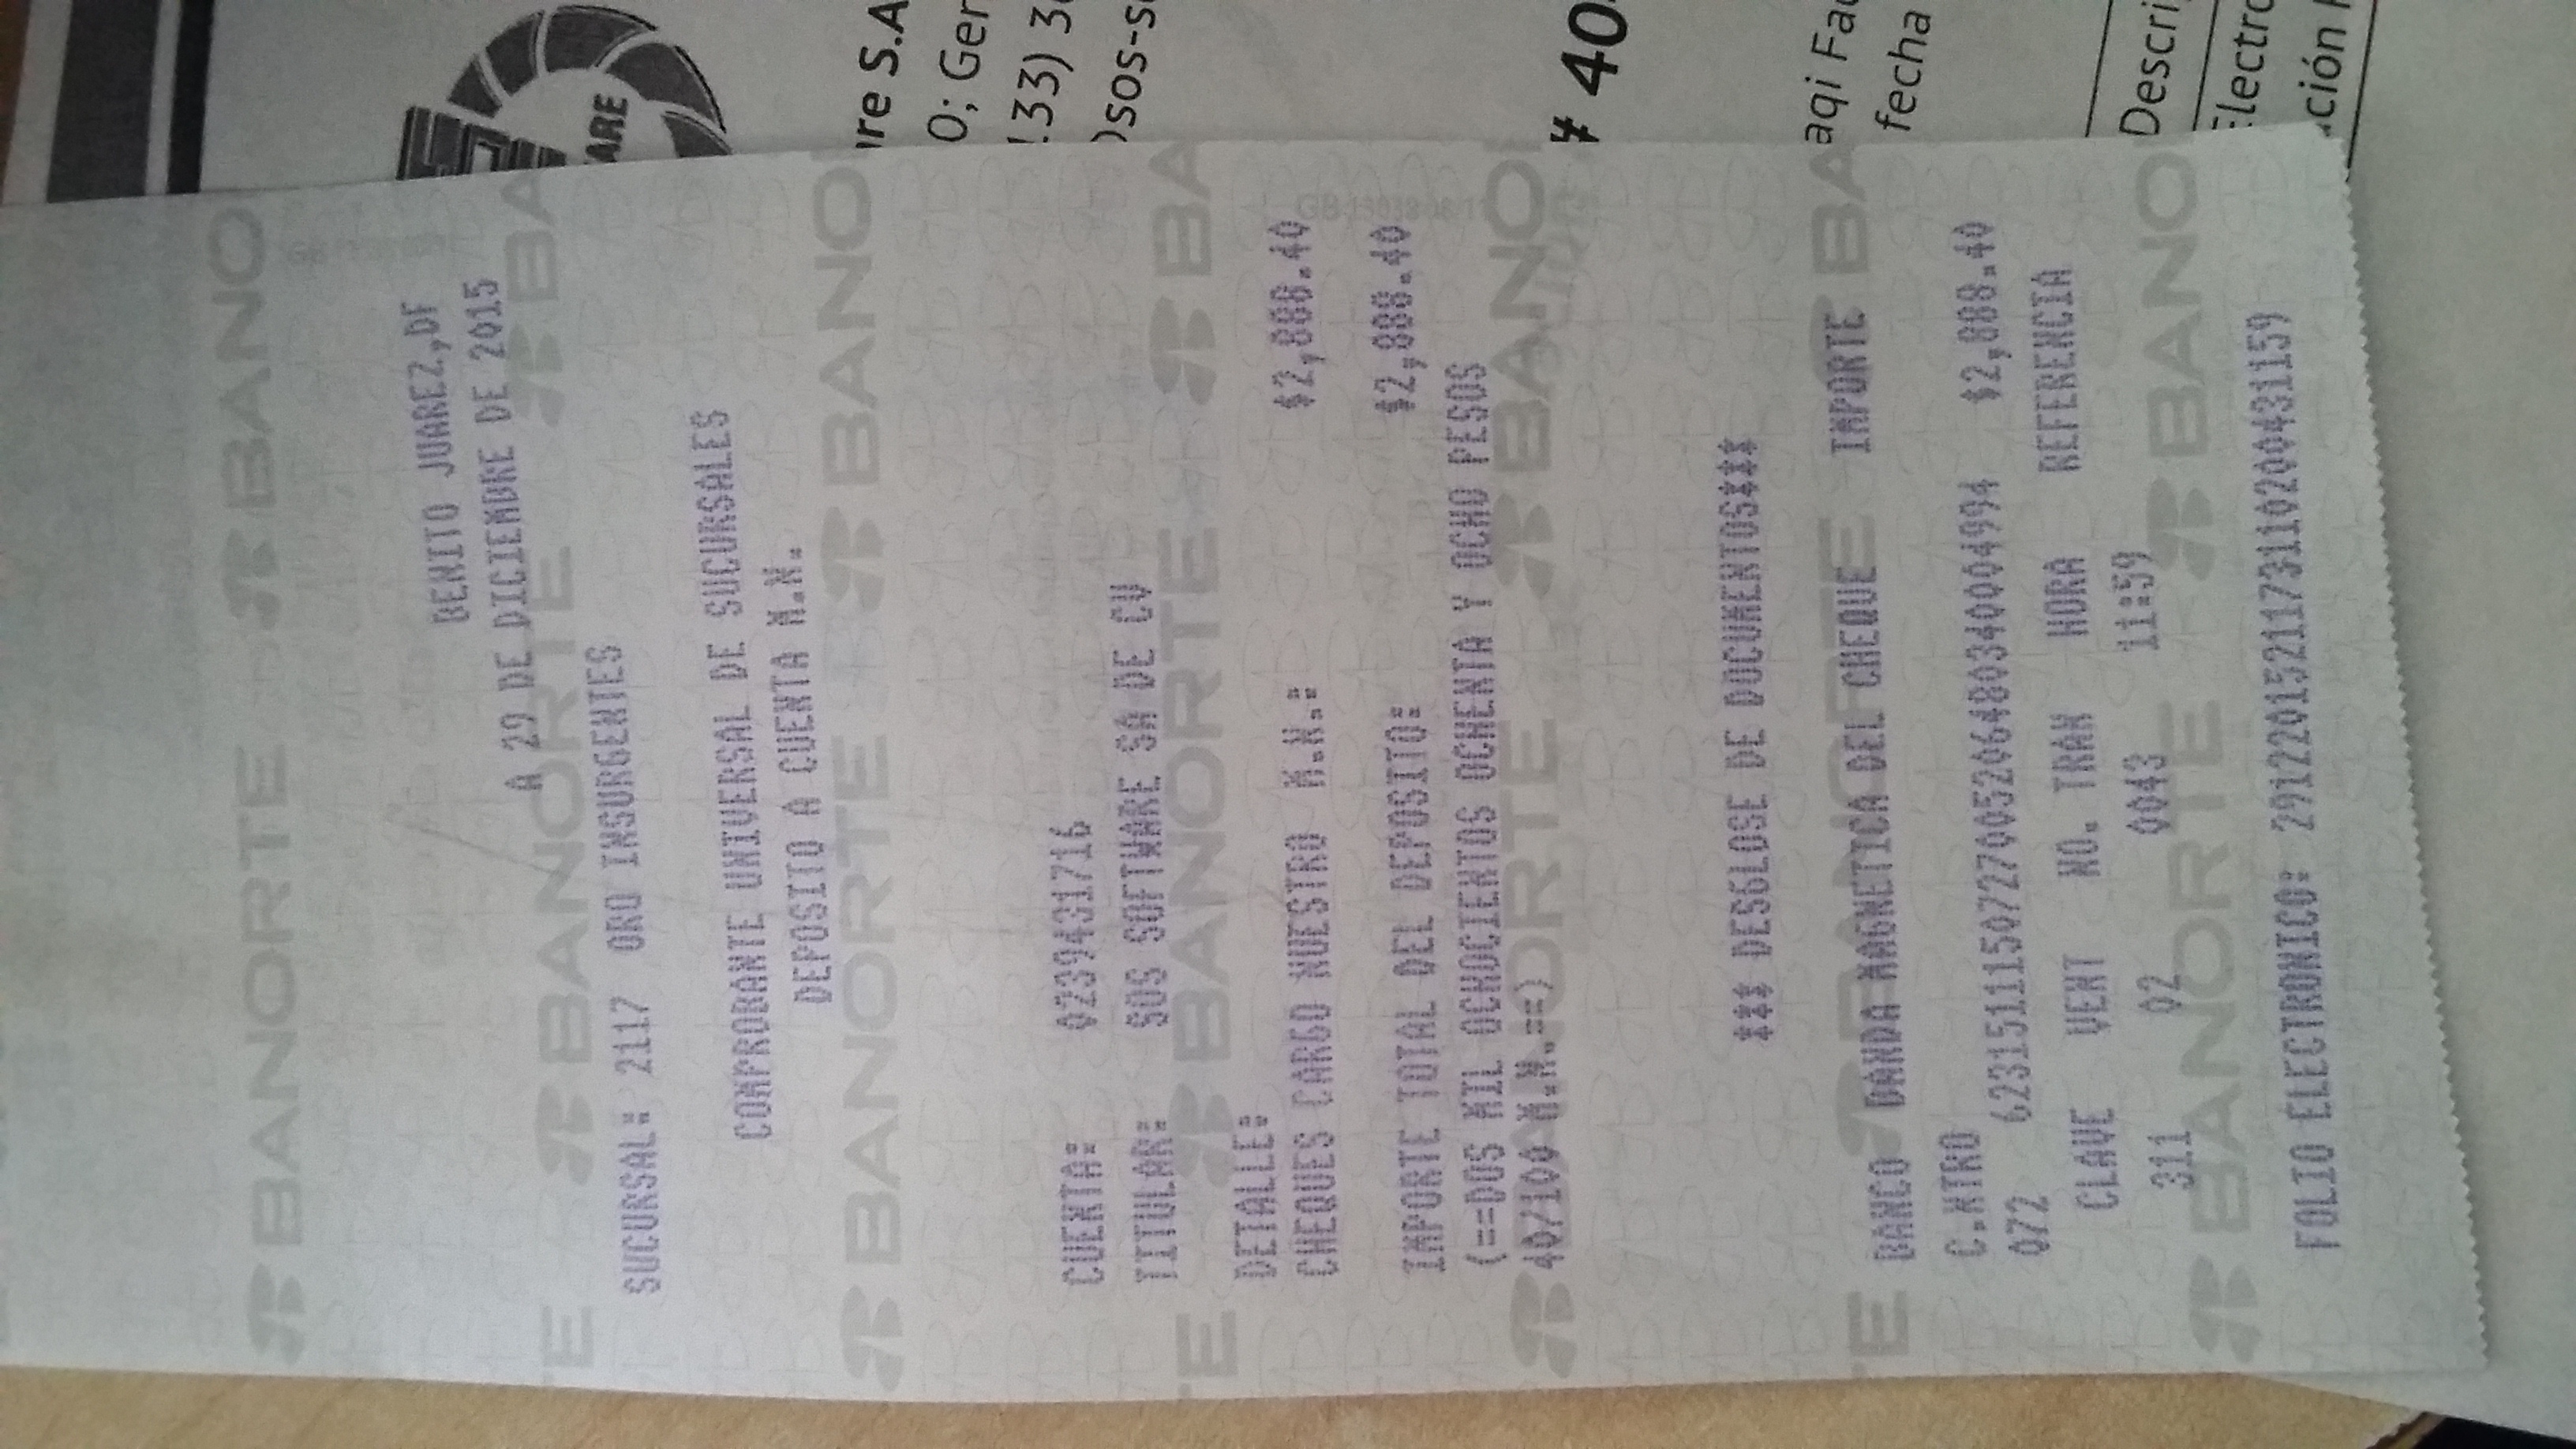 ARE
re S.A
0; Ger
33) 3
sos-s
# 40
aqi Fa
fecha
Descri
Electro
ción
BANORTE BANO
BENITO JUAREZ,DF
A 29 DE DICIEMBRE DE 2015
SUCURSAL: 2117 ORO INSURGENTES
COMPROBANTE UNIVERSAL DE SUCURSALES
DEPOSITO A CUENTA M.N.
CUENTA: 0239431716
TITULAR: SOS SOFTWARE SA DE CV
DETALLE:
CHEQUES CARGO NUESTRO M.N.: $2,888.40
IMPORTE TOTAL DEL DEPOSITO: $2,888.40
(==DOS MIL OCHOCIENTOS OCHENTA Y OCHO PESOS
40/100 M.N.==)
*** DESGLOSE DE DOCUMENTOS****
BANCO BANDA MAGNETICA DEL CHEQUE IMPORTE
C.NTRO
072 62315111507270052064803400004994 $2,888.40
CLAVE VENT NO. TRAN HORA REFERENCIA
311 02 0043 11:59
FOLIO ELECTRONICO: 2912201521173110200431159